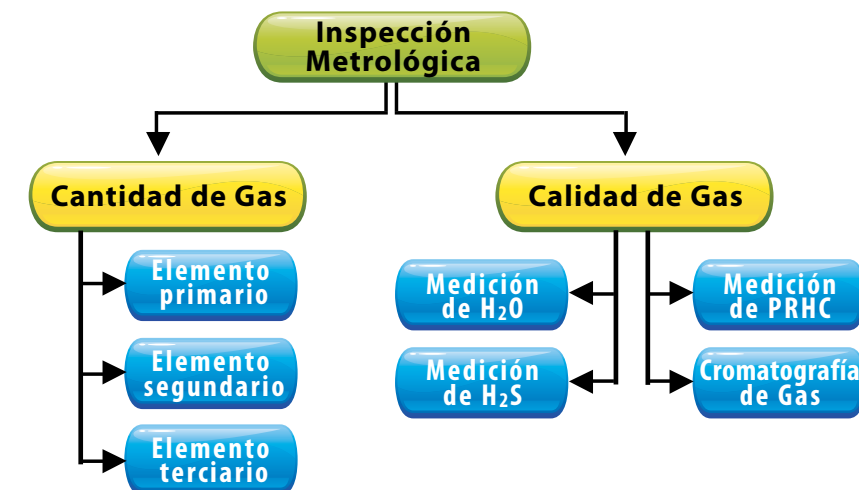 Inspección
Metrológica
Cantidad de Gas
Elemento
primario
Elemento
segundario
Elemento
terciario
Calidad de Gas
Medición
de H₂O
Medición
de H₂S
Medición
de PRHC
Cromatografía
de Gas